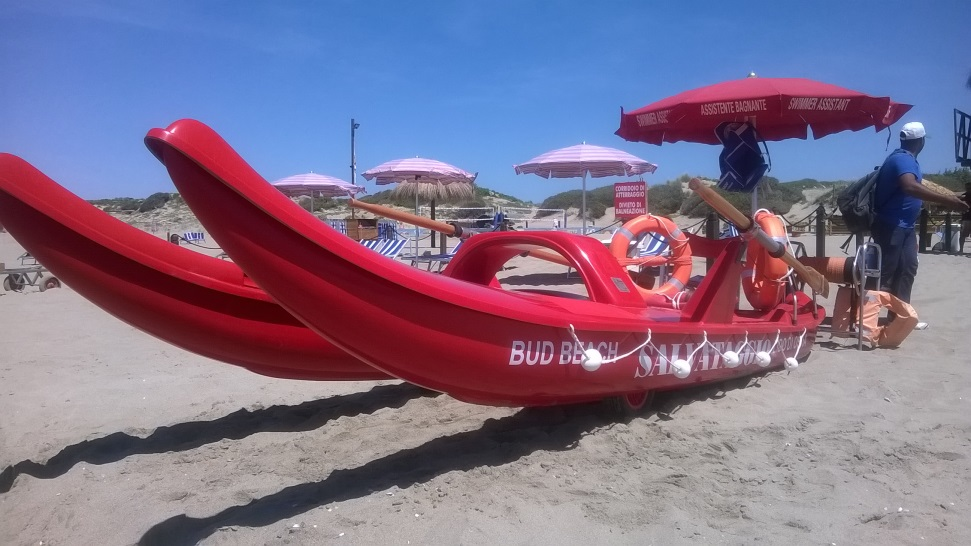 ASSISTENTE BAGNANTE
SWIMMER ASSISTANT
SWIMMER ASSIST
CORRIDOIO DI
ATTERRAGGIO
DIVIETO DI
BALNEAZIONE
BUD BEACH
SALVATAGGIO